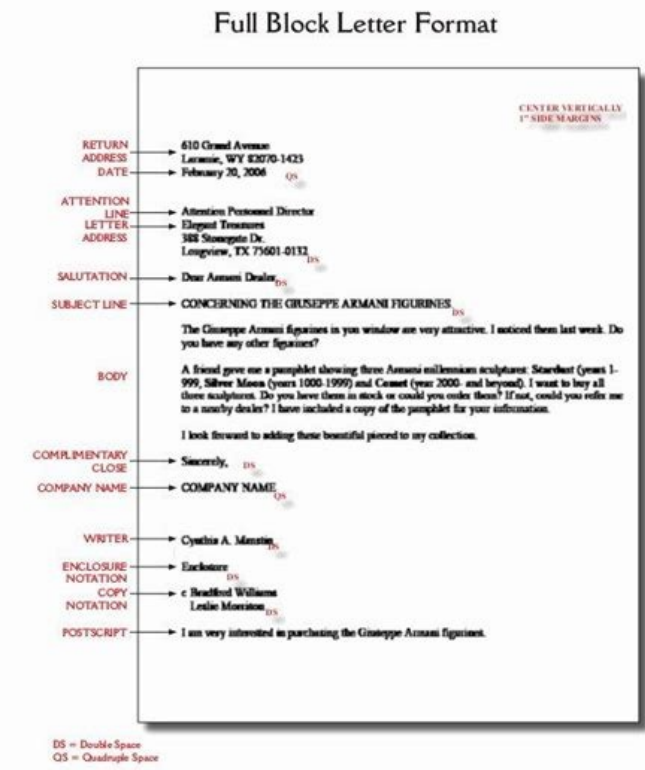 Full Block Letter Format
CENTER VERTICALLY
1" SIDE MARGINS
RETURN
ADDRESS
DATE
610 Grand Avenue
Laramie, WY 82070-1423
February 20, 2006
QS
ATTENTION
LINE
LETTER
ADDRESS
Attention Personnel Director
Elegant Treasures
388 Stonegate Dr.
Longview, TX 75601-0132
DS
SALUTATION
Dear Armani Dealer
DS
SUBJECT LINE
CONCERNING THE GIUSEPPE ARMANI FIGURINES
DS
BODY
The Giuseppe Armani figurines in you window are very attractive. I noticed them last week. Do
you have any other figurines?
A friend gave me a pamphlet showing three Armani millennium sculptures: Stardust (years 1-
999, Silver Moon (years 1000-1999) and Comet (year 2000- and beyond). I want to buy all
three sculptures. Do you have them in stock or could you order them? If not, could you refer me
to a nearby dealer? I have included a copy of the pamphlet for your information.
I look forward to adding these beautiful pieced to my collection.
COMPLIMENTARY
CLOSE
Sincerely,
DS
COMPANY NAME
COMPANY NAME
QS
WRITER
Cynthia A.
DS
ENCLOSURE
NOTATION
Enclosure
DS
COPY
NOTATION
c Bradford Williams
Leslie Morriston
DS
POSTSCRIPT
I am very interested in purchasing the Giuseppe Armani figurines.
DS = Double Space
QS = Quadruple Space